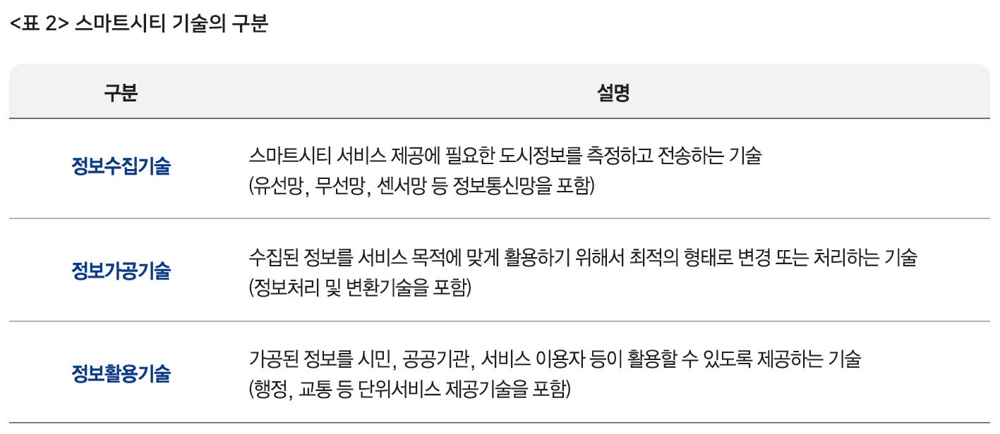 <표 2> 스마트시티 기술의 구분
구분 설명
정보수집기술
스마트시티 서비스 제공에 필요한 도시정보를 측정하고 전송하는 기술
(유선망, 무선망, 센서망 등 정보통신망을 포함)
정보가공기술
수집된 정보를 서비스 목적에 맞게 활용하기 위해서 최적의 형태로 변경 또는 처리하는 기술
(정보처리 및 변환기술을 포함)
정보활용기술
가공된 정보를 시민, 공공기관, 서비스 이용자 등이 활용할 수 있도록 제공하는 기술
(행정, 교통 등 단위서비스 제공기술을 포함)